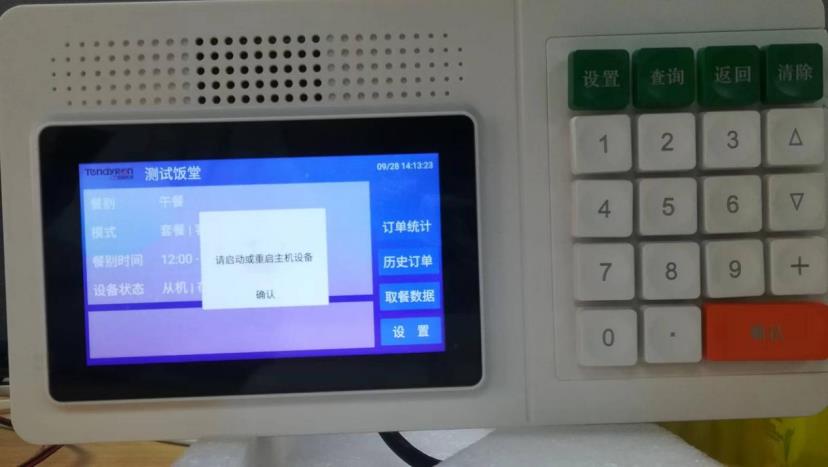 Tendyron 测试饭堂 09/28 14:13:23
餐别 午餐
模式 套餐 |
餐别时间 12:00 -
设备状态 从机 |
请启动或重启主机设备
确认
订单统计
历史订单
取餐数据
设 置
设置 查询 返回 清除
1 2 3 △
4 5 6 ▽
7 8 9 +
0 . 确认